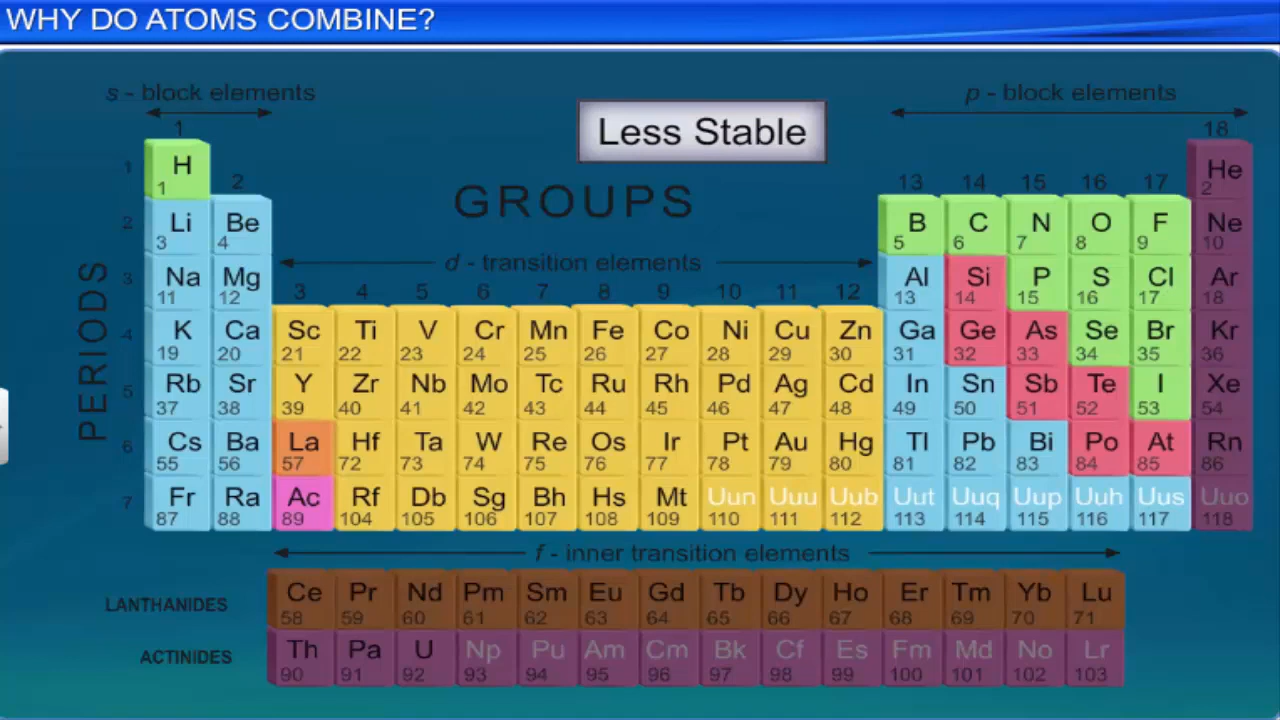 WHY DO ATOMS COMBINE?
s - block elements
p - block elements
Less Stable
1 18
GROUPS
PERIODS
1 H 1 He 2
2 13 14 15 16 17
2 Li 3 Be 4 B 5 C 6 N 7 O 8 F 9 Ne 10
d - transition elements
3 Na 11 Mg 12 Al 13 Si 14 P 15 S 16 Cl 17 Ar 18
3 4 5 6 7 8 9 10 11 12
4 K 19 Ca 20 Sc 21 Ti 22 V 23 Cr 24 Mn 25 Fe 26 Co 27 Ni 28 Cu 29 Zn 30 Ga 31 Ge 32 As 33 Se 34 Br 35 Kr 36
5 Rb 37 Sr 38 Y 39 Zr 40 Nb 41 Mo 42 Tc 43 Ru 44 Rh 45 Pd 46 Ag 47 Cd 48 In 49 Sn 50 Sb 51 Te 52 I 53 Xe 54
6 Cs 55 Ba 56 La 57 Hf 72 Ta 73 W 74 Re 75 Os 76 Ir 77 Pt 78 Au 79 Hg 80 Tl 81 Pb 82 Bi 83 Po 84 At 85 Rn 86
7 Fr 87 Ra 88 Ac 89 Rf 104 Db 105 Sg 106 Bh 107 Hs 108 Mt 109 Uun 110 Uuu 111 Uub 112 Uut 113 Uuq 114 Uup 115 Uuh 116 Uus 117 Uuo 118
f - inner transition elements
LANTHANIDES Ce 58 Pr 59 Nd 60 Pm 61 Sm 62 Eu 63 Gd 64 Tb 65 Dy 66 Ho 67 Er 68 Tm 69 Yb 70 Lu 71
ACTINIDES Th 90 Pa 91 U 92 Np 93 Pu 94 Am 95 Cm 96 Bk 97 Cf 98 Es 99 Fm 100 Md 101 No 102 Lr 103